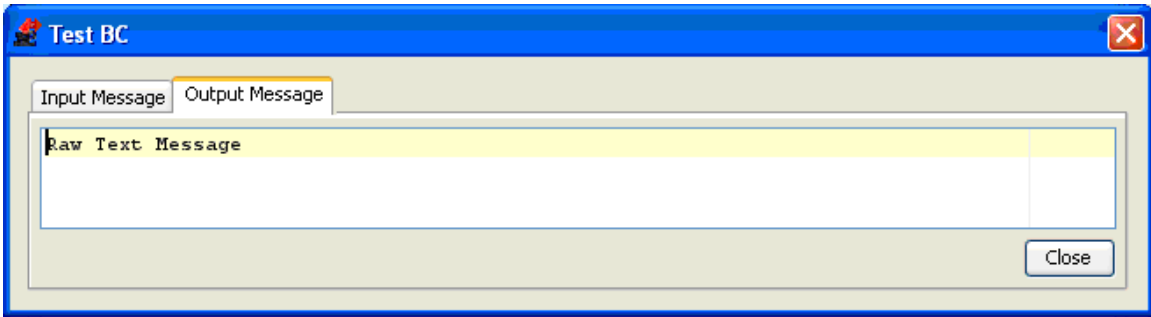 Test BC
Input Message Output Message
Raw Text Message
Close